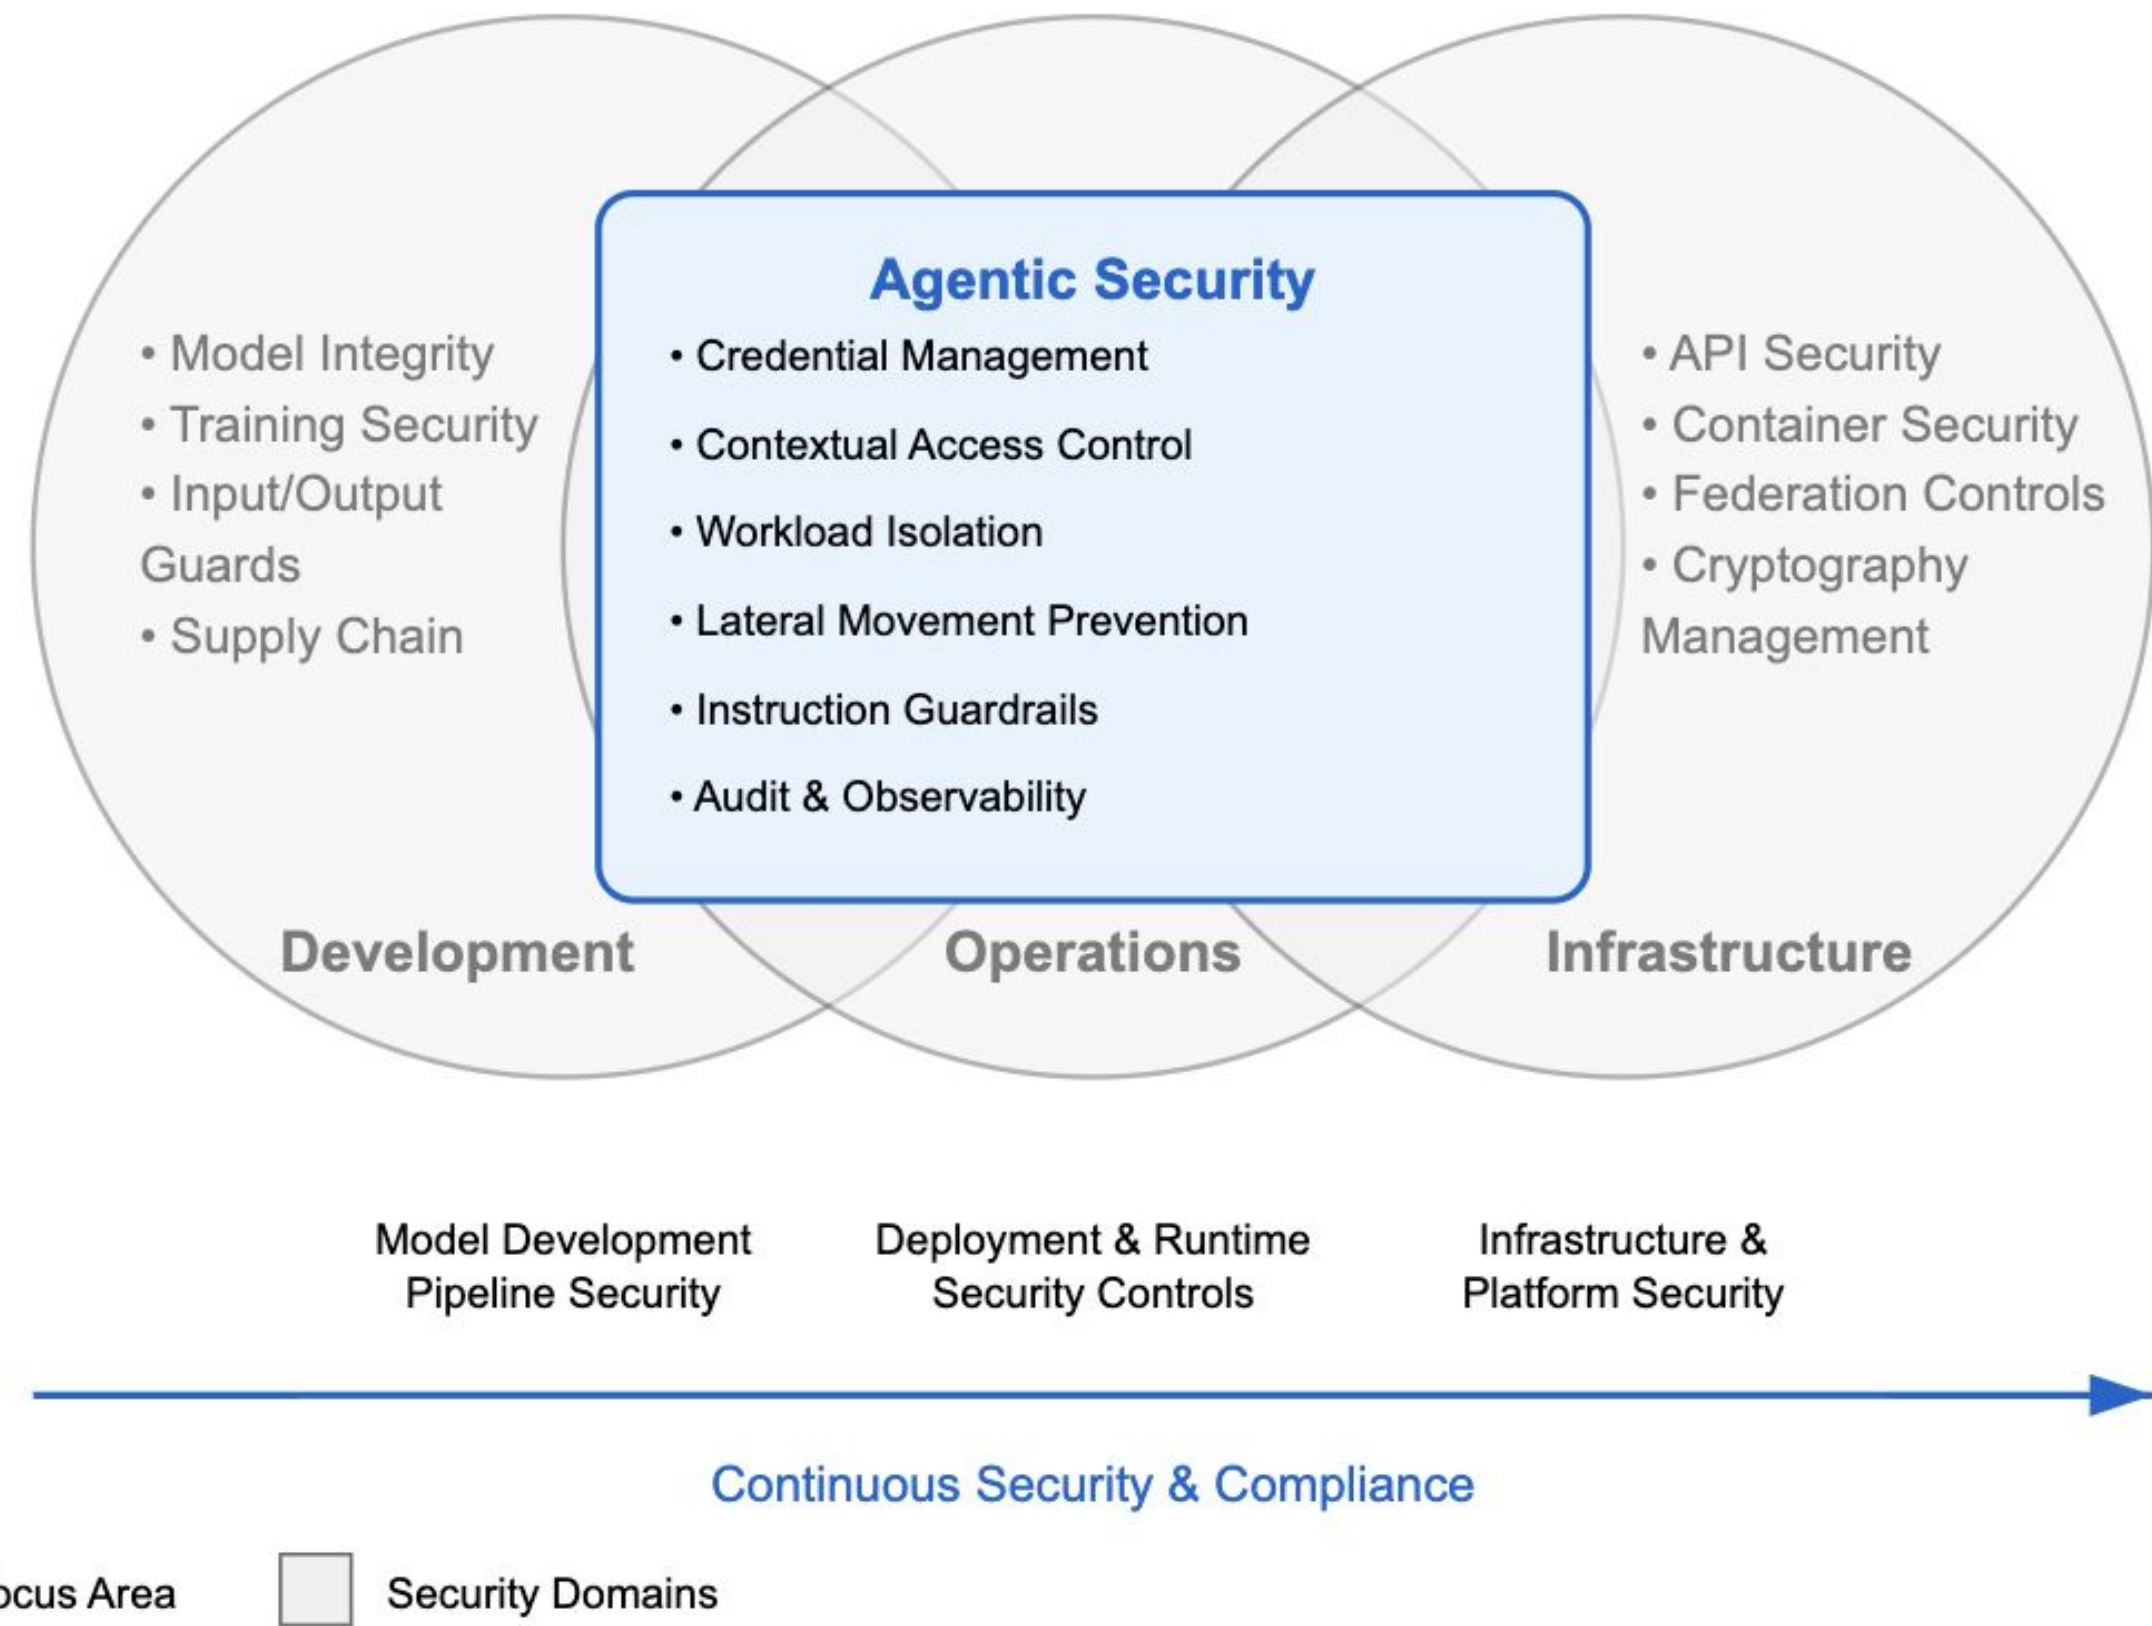 Agentic Security
• Model Integrity
• Training Security
• Input/Output
Guards
• Supply Chain
• Credential Management
• Contextual Access Control
• Workload Isolation
• Lateral Movement Prevention
• Instruction Guardrails
• Audit & Observability
• API Security
• Container Security
• Federation Controls
• Cryptography
Management
Development
Operations
Infrastructure
Model Development
Pipeline Security
Deployment & Runtime
Security Controls
Infrastructure &
Platform Security
Continuous Security & Compliance
ocus Area
Security Domains